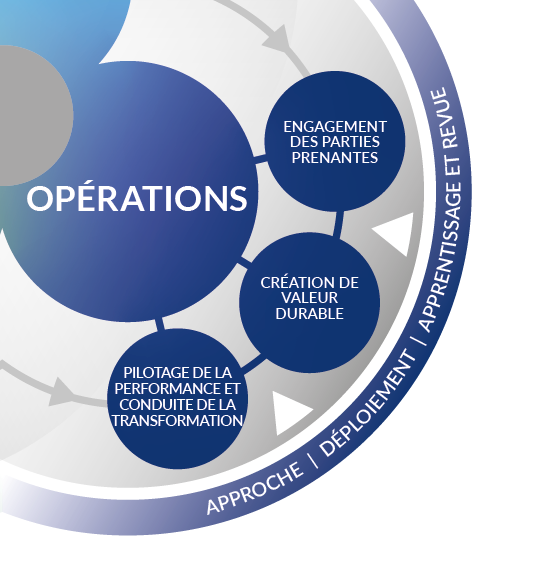 ENGAGEMENT
DES PARTIES
PRENANTES
OPÉRATIONS
CRÉATION DE
VALEUR
DURABLE
PILOTAGE DE LA
PERFORMANCE ET
CONDUITE DE LA
TRANSFORMATION
APPROCHE | DÉPLOIEMENT | APPRENTISSAGE ET REVUE